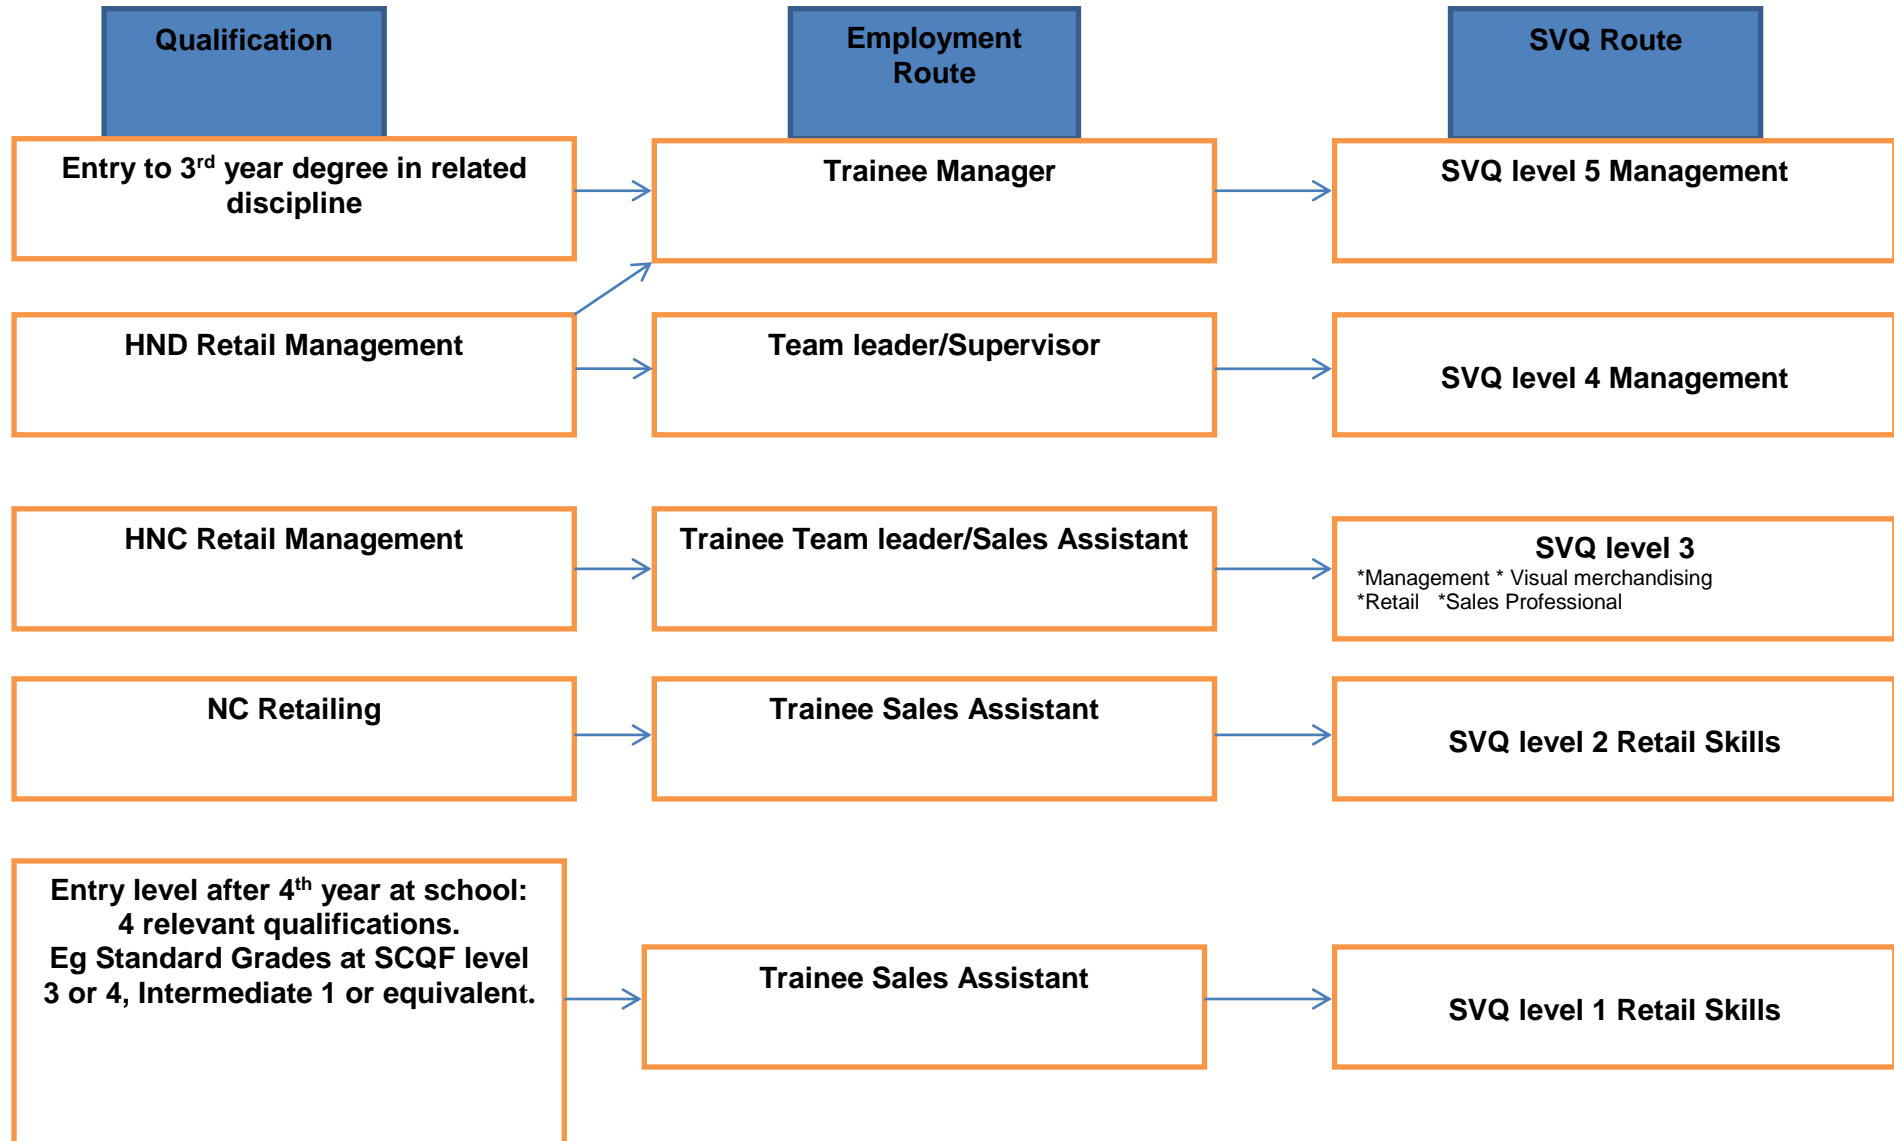 Qualification
Employment
Route
SVQ Route
Entry to 3rd year degree in related
discipline
Trainee Manager
SVQ level 5 Management
HND Retail Management
Team leader/Supervisor
SVQ level 4 Management
HNC Retail Management
Trainee Team leader/Sales Assistant
SVQ level 3
*Management * Visual merchandising
*Retail *Sales Professional
NC Retailing
Trainee Sales Assistant
SVQ level 2 Retail Skills
Entry level after 4th year at school:
4 relevant qualifications.
Eg Standard Grades at SCQF level
3 or 4, Intermediate 1 or equivalent.
Trainee Sales Assistant
SVQ level 1 Retail Skills